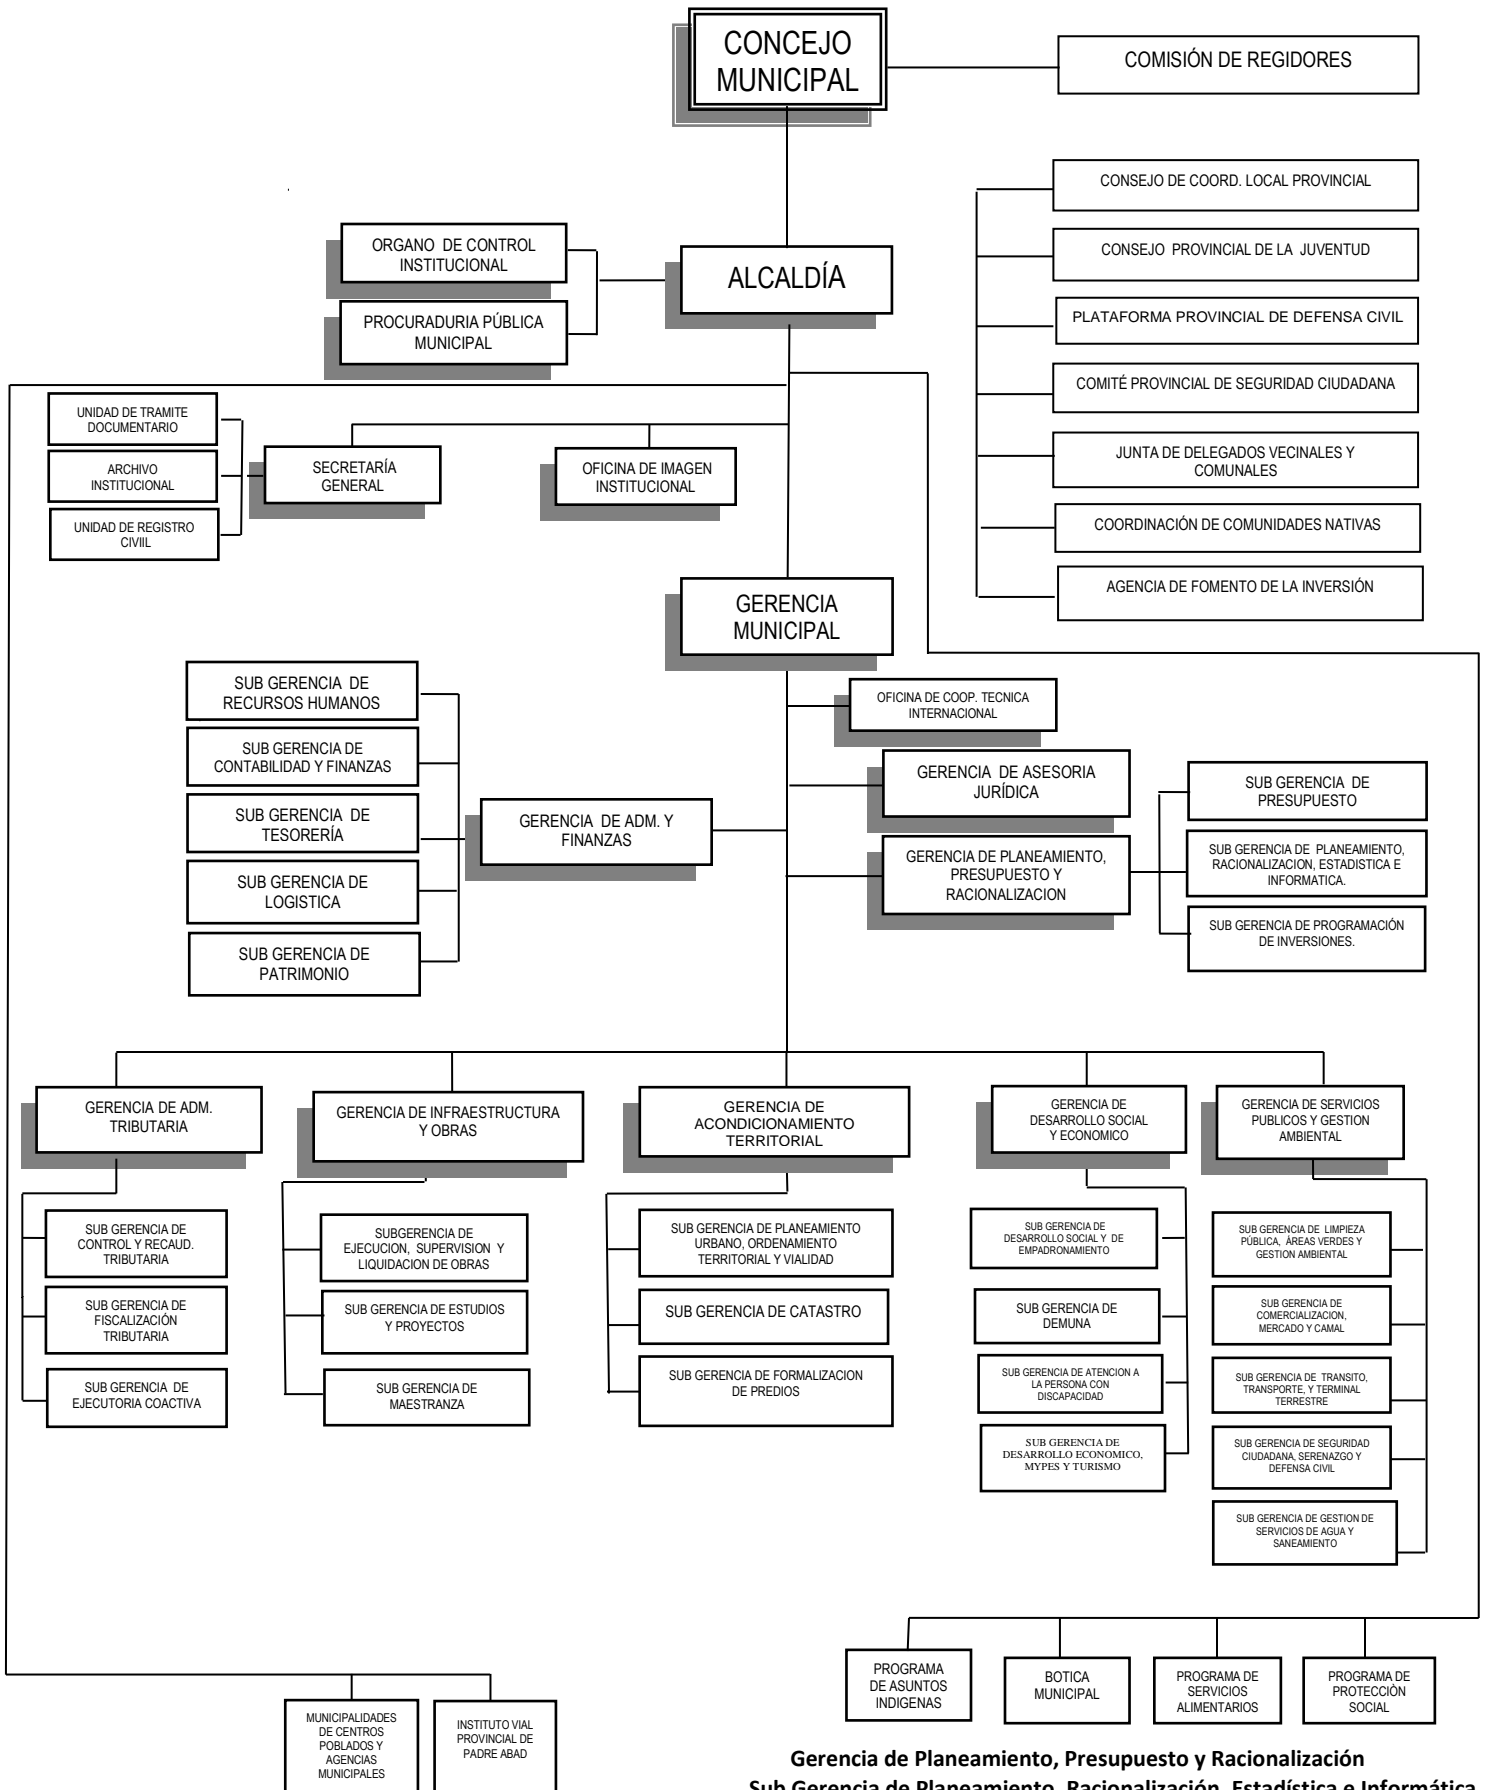 CONCEJO
MUNICIPAL
COMISIÓN DE REGIDORES
CONSEJO DE COORD. LOCAL PROVINCIAL
CONSEJO PROVINCIAL DE LA JUVENTUD
PLATAFORMA PROVINCIAL DE DEFENSA CIVIL
COMITÉ PROVINCIAL DE SEGURIDAD CIUDADANA
JUNTA DE DELEGADOS VECINALES Y
COMUNALES
COORDINACIÓN DE COMUNIDADES NATIVAS
AGENCIA DE FOMENTO DE LA INVERSIÓN
ORGANO DE CONTROL
INSTITUCIONAL
PROCURADURIA PÚBLICA
MUNICIPAL
ALCALDÍA
UNIDAD DE TRAMITE
DOCUMENTARIO
ARCHIVO
INSTITUCIONAL
UNIDAD DE REGISTRO
CIVIIL
SECRETARÍA
GENERAL
OFICINA DE IMAGEN
INSTITUCIONAL
GERENCIA
MUNICIPAL
SUB GERENCIA DE
RECURSOS HUMANOS
SUB GERENCIA DE
CONTABILIDAD Y FINANZAS
SUB GERENCIA DE
TESORERÍA
SUB GERENCIA DE
LOGISTICA
SUB GERENCIA DE
PATRIMONIO
GERENCIA DE ADM. Y
FINANZAS
OFICINA DE COOP. TECNICA
INTERNACIONAL
GERENCIA DE ASESORIA
JURÍDICA
GERENCIA DE PLANEAMIENTO,
PRESUPUESTO Y
RACIONALIZACION
SUB GERENCIA DE
PRESUPUESTO
SUB GERENCIA DE PLANEAMIENTO,
RACIONALIZACION, ESTADISTICA E
INFORMATICA.
SUB GERENCIA DE PROGRAMACIÓN
DE INVERSIONES.
GERENCIA DE ADM.
TRIBUTARIA
SUB GERENCIA DE
CONTROL Y RECAUD.
TRIBUTARIA
SUB GERENCIA DE
FISCALIZACIÓN
TRIBUTARIA
SUB GERENCIA DE
EJECUTORIA COACTIVA
GERENCIA DE INFRAESTRUCTURA
Y OBRAS
SUBGERENCIA DE
EJECUCION, SUPERVISION Y
LIQUIDACION DE OBRAS
SUB GERENCIA DE ESTUDIOS
Y PROYECTOS
SUB GERENCIA DE
MAESTRANZA
GERENCIA DE
ACONDICIONAMIENTO
TERRITORIAL
SUB GERENCIA DE PLANEAMIENTO
URBANO, ORDENAMIENTO
TERRITORIAL Y VIALIDAD
SUB GERENCIA DE CATASTRO
SUB GERENCIA DE FORMALIZACION
DE PREDIOS
GERENCIA DE
DESARROLLO SOCIAL
Y ECONOMICO
SUB GERENCIA DE
DESARROLLO SOCIAL Y DE
EMPADRONAMIENTO
SUB GERENCIA DE
DEMUNA
SUB GERENCIA DE ATENCION A
LA PERSONA CON
DISCAPACIDAD
SUB GERENCIA DE
DESARROLLO ECONOMICO,
MYPES Y TURISMO
GERENCIA DE SERVICIOS
PUBLICOS Y GESTION
AMBIENTAL
SUB GERENCIA DE LIMPIEZA
PÚBLICA, ÁREAS VERDES Y
GESTION AMBIENTAL
SUB GERENCIA DE
COMERCIALIZACION,
MERCADO Y CAMAL
SUB GERENCIA DE TRANSITO,
TRANSPORTE, Y TERMINAL
TERRESTRE
SUB GERENCIA DE SEGURIDAD
CIUDADANA, SERENAZGO Y
DEFENSA CIVIL
SUB GERENCIA DE GESTION DE
SERVICIOS DE AGUA Y
SANEAMIENTO
PROGRAMA
DE ASUNTOS
INDIGENAS
BOTICA
MUNICIPAL
PROGRAMA DE
SERVICIOS
ALIMENTARIOS
PROGRAMA DE
PROTECCIÒN
SOCIAL
MUNICIPALIDADES
DE CENTROS
POBLADOS Y
AGENCIAS
MUNICIPALES
INSTITUTO VIAL
PROVINCIAL DE
PADRE ABAD
Gerencia de Planeamiento, Presupuesto y Racionalización
Sub Gerencia de Planeamiento, Racionalización, Estadística e Informática